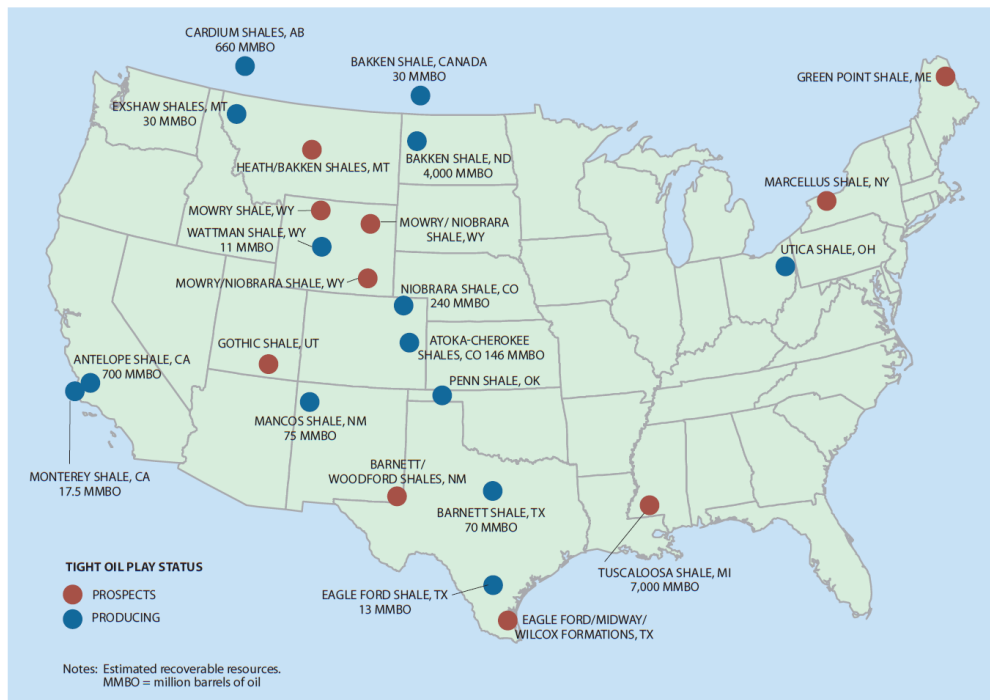 CARDIUM SHALES, AB
660 MMBO
BAKKEN SHALE, CANADA
30 MMBO
GREEN POINT SHALE, ME
EXSHAW SHALES, MT
30 MMBO
HEATH/BAKKEN SHALES, MT
BAKKEN SHALE, ND
4,000 MMBO
MARCELLUS SHALE, NY
MOWRY SHALE, WY
WATTMAN SHALE, WY
11 MMBO
MOWRY/ NIOBRARA
SHALE, WY
UTICA SHALE, OH
MOWRY/NIOBRARA SHALE, WY
NIOBRARA SHALE, CO
240 MMBO
GOTHIC SHALE, UT
ATOKA-CHEROKEE
SHALES, CO 146 MMBO
ANTELOPE SHALE, CA
700 MMBO
PENN SHALE, OK
MANCOS SHALE, NM
75 MMBO
MONTEREY SHALE, CA
17.5 MMBO
BARNETT/
WOODFORD SHALES, NM
BARNETT SHALE, TX
70 MMBO
TUSCALOOSA SHALE, MI
7,000 MMBO
EAGLE FORD SHALE, TX
13 MMBO
EAGLE FORD/MIDWAY/
WILCOX FORMATIONS, TX
TIGHT OIL PLAY STATUS
PROSPECTS
PRODUCING
Notes: Estimated recoverable resources.
MMBO = million barrels of oil